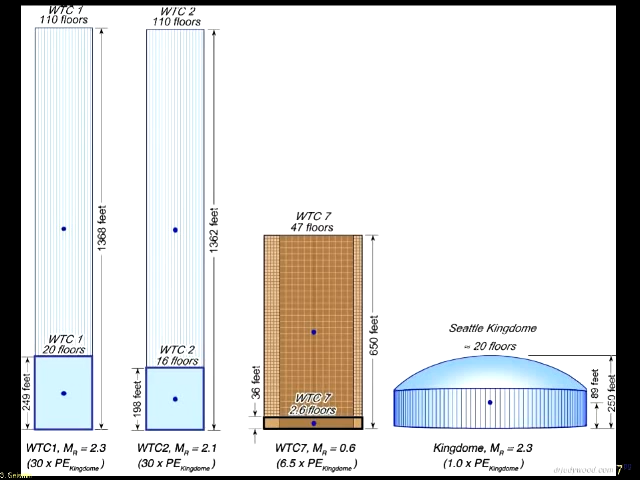 WTC 1
110 floors
WTC 2
110 floors
1368 feet
1362 feet
WTC 7
47 floors
650 feet
Seattle Kingdome
≈ 20 floors
WTC 1
20 floors
249 feet
WTC 2
16 floors
198 feet
36 feet
WTC 7
2.6 floors
89 feet
250 feet
WTC1, MR = 2.3
(30 x PEKingdome)
WTC2, MR = 2.1
(30 x PEKingdome)
WTC7, MR = 0.6
(6.5 x PEKingdome)
Kingdome, MR = 2.3
(1.0 x PEKingdome)
drjudywood.com
7